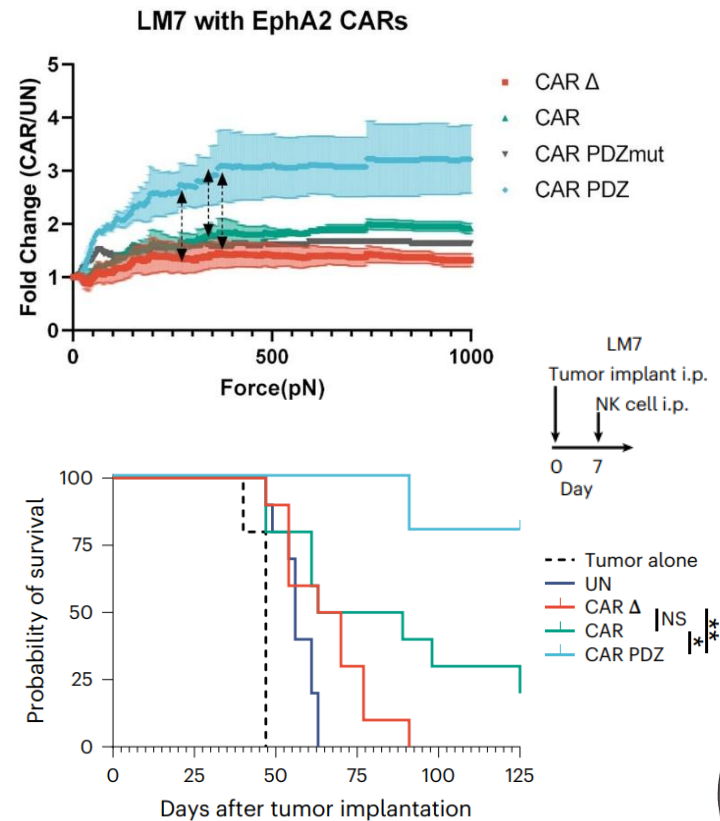 LM7 with EphA2 CARs
Fold Change (CAR/UN)
5
4
3
2
1
0
0
500
1000
Force(pN)
CAR Δ
CAR
CAR PDZmut
CAR PDZ
LM7
Tumor implant i.p.
NK cell i.p.
0
7
Day
Probability of survival
100
75
50
25
0
0
25
50
75
100
125
Days after tumor implantation
Tumor alone
UN
CAR Δ
CAR
CAR PDZ
NS
*
**